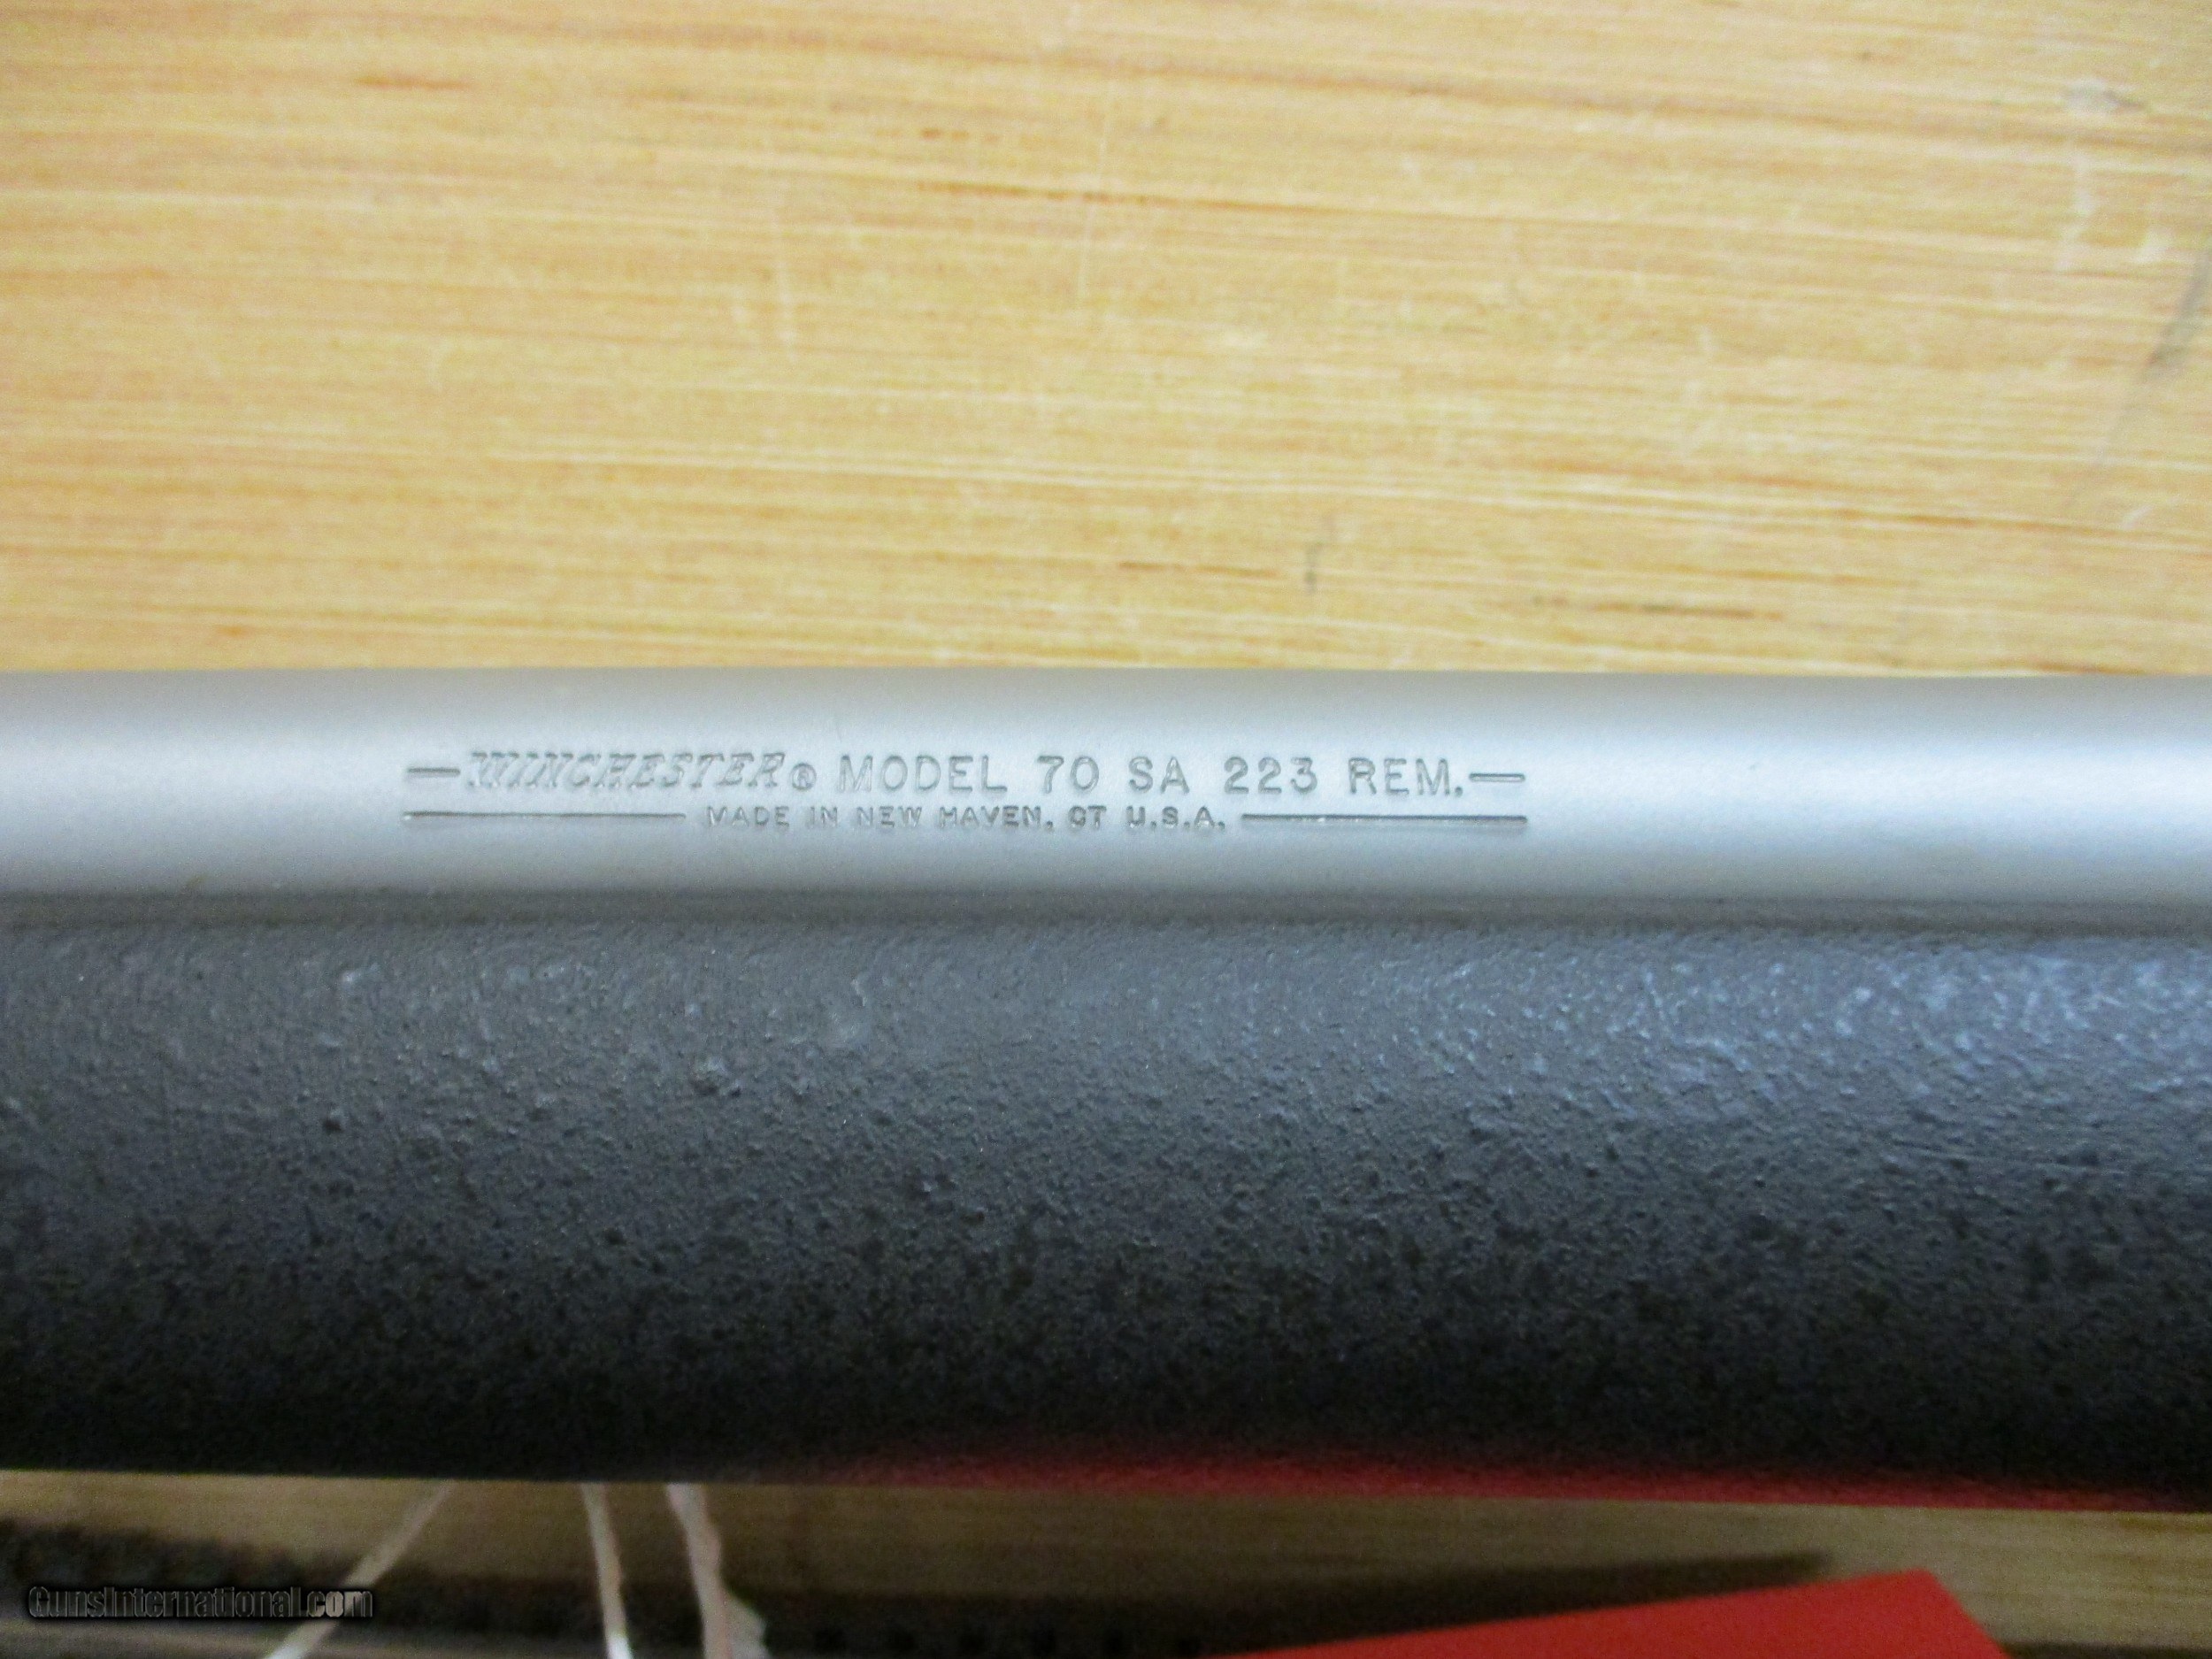 WINCHESTER® MODEL 70 SA 223 REM.
MADE IN NEW HAVEN, CT U.S.A.
GunsInternational.com